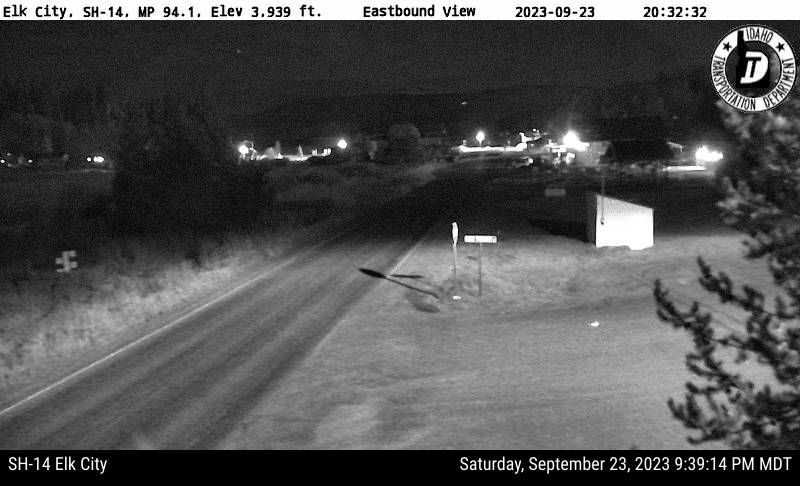 Elk City, SH-14, MP 94.1, Elev 3,939 ft. Eastbound View 2023-09-23 20:32:32
IDAHO
TRANSPORTATION DEPARTMENT
SH-14 Elk City Saturday, September 23, 2023 9:39:14 PM MDT